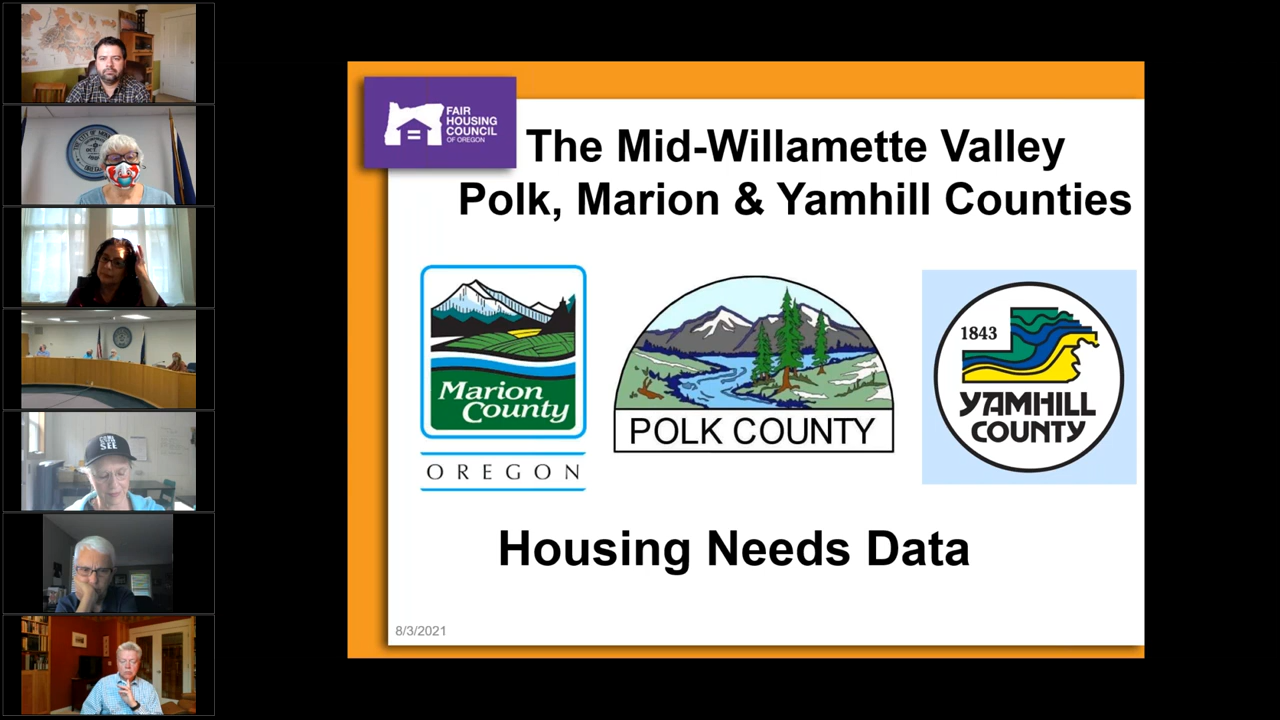 FAIR
HOUSING
COUNCIL
OF OREGON
The Mid-Willamette Valley
Polk, Marion & Yamhill Counties
Marion
County
OREGON
POLK COUNTY
1843
YAMHILL
COUNTY
Housing Needs Data
8/3/2021
SEE